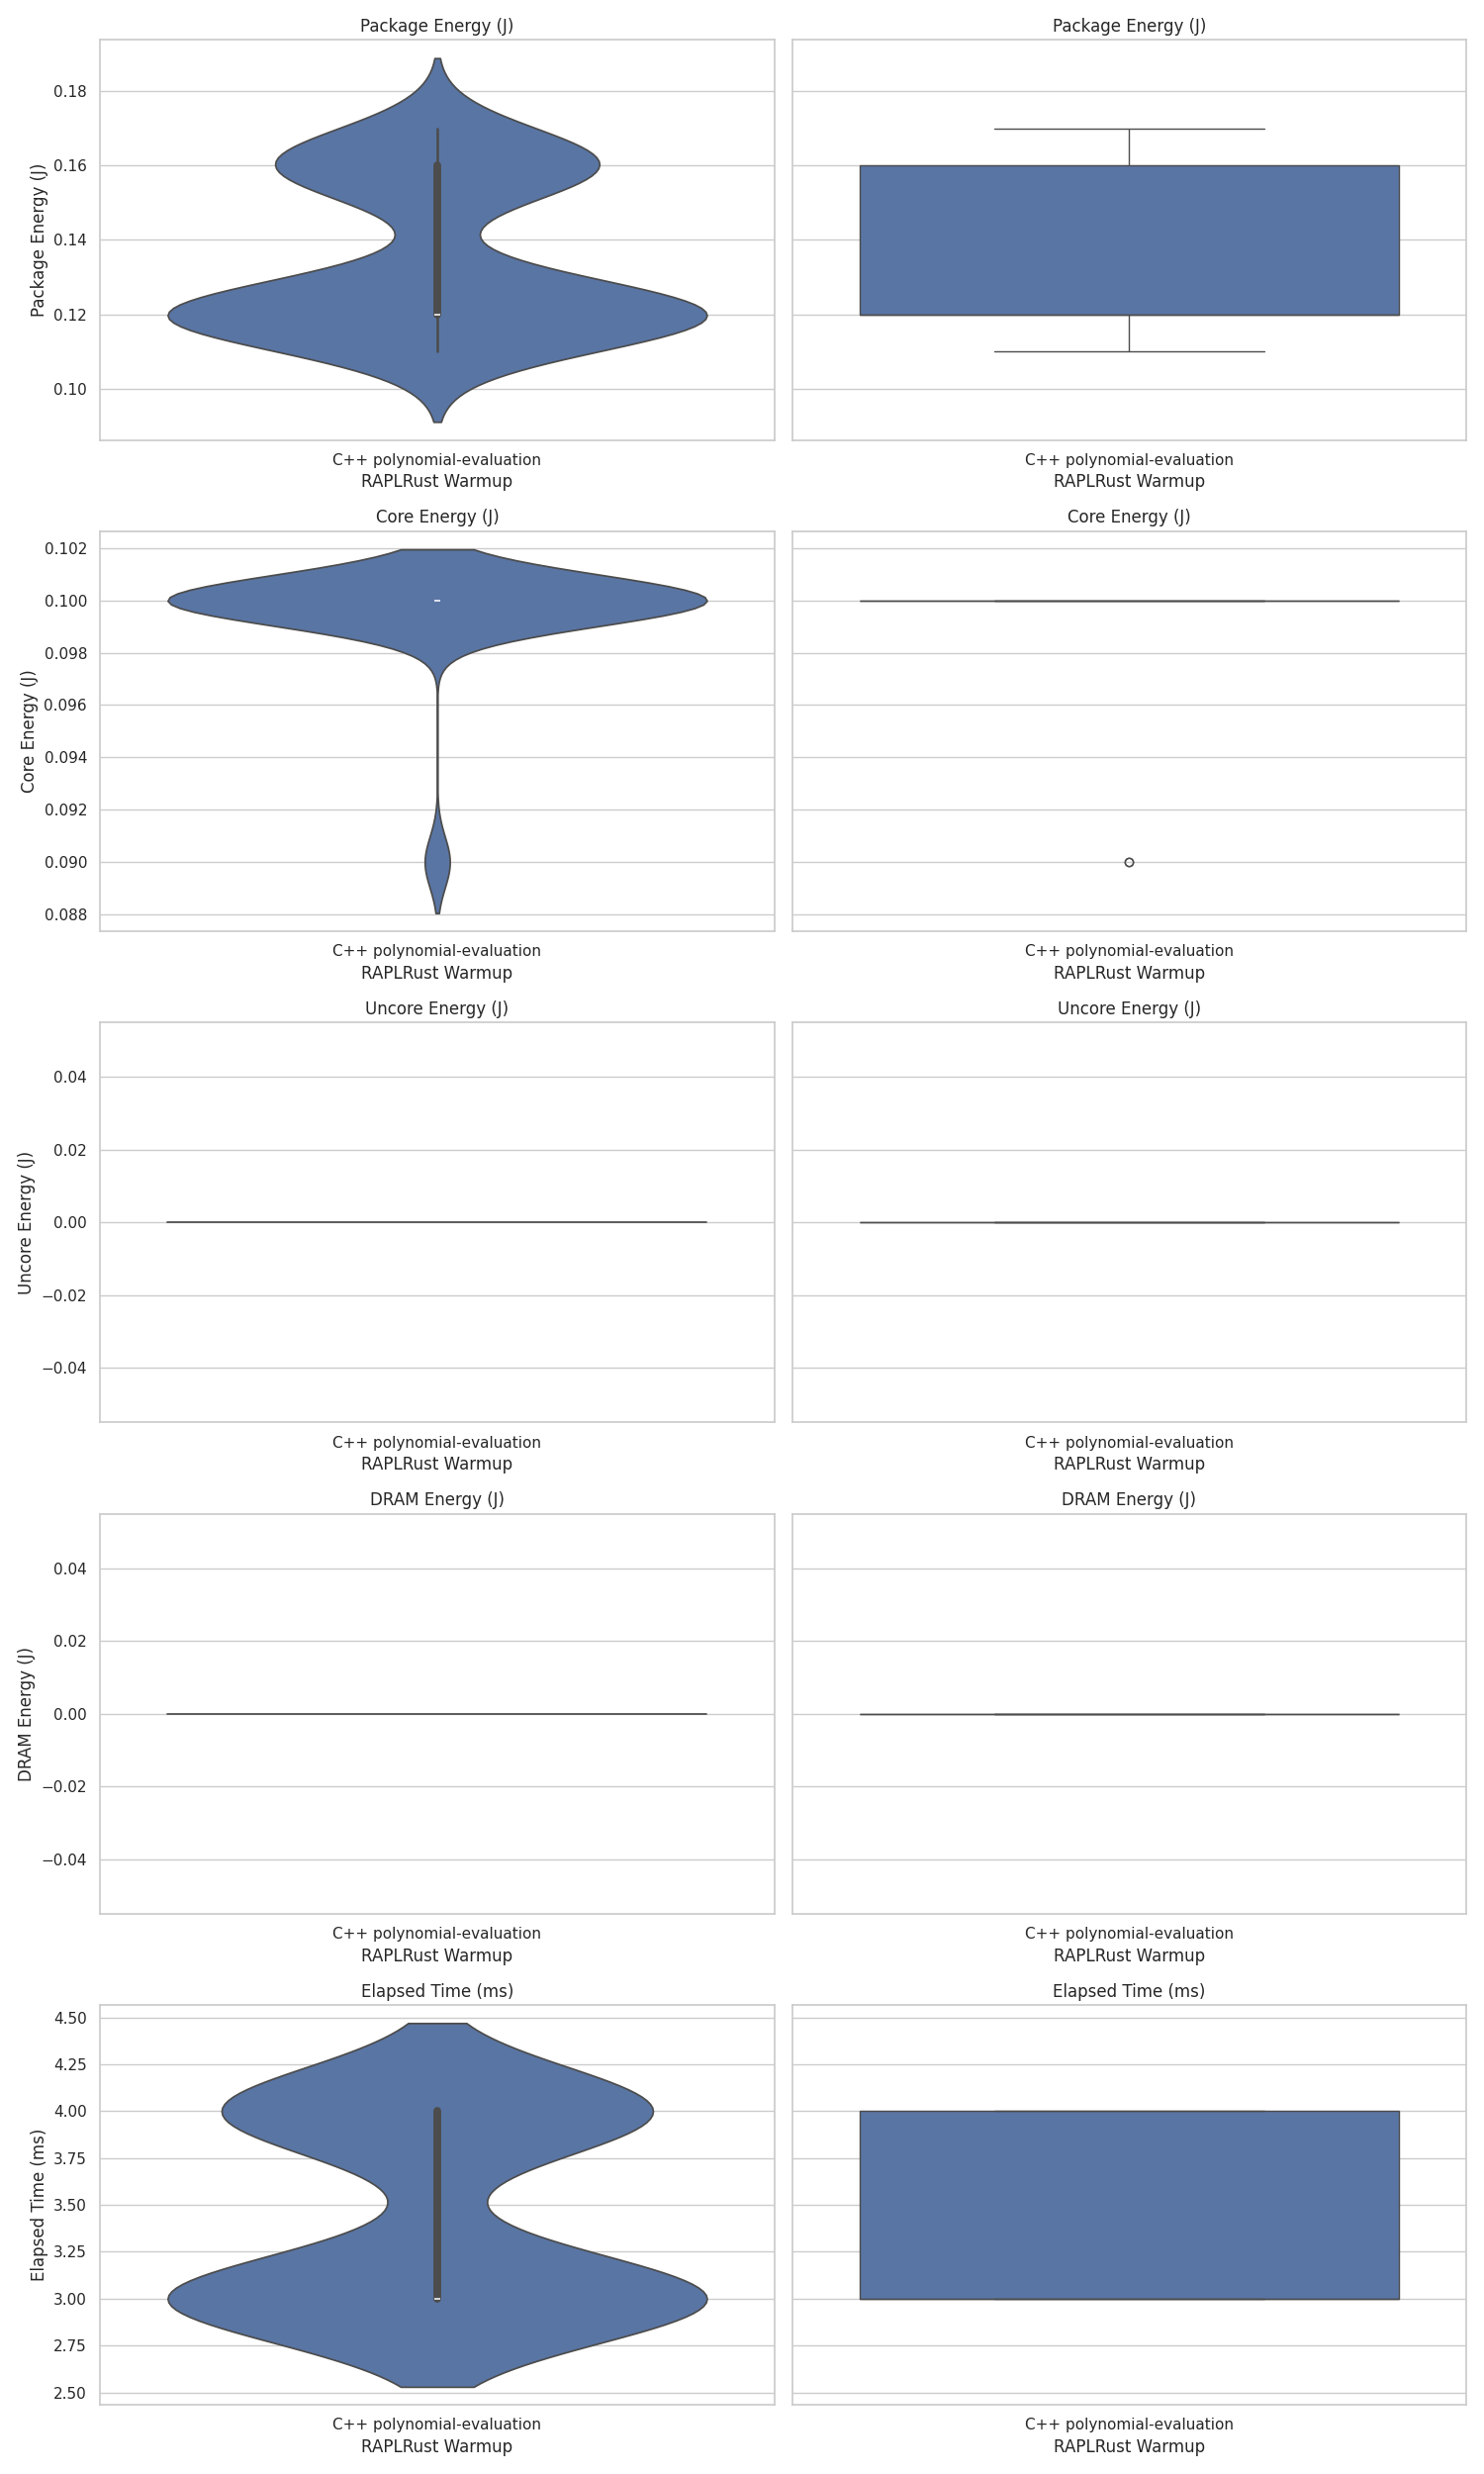 Package Energy (J)
Package Energy (J)
Package Energy (J)
0.18
0.16
0.14
0.12
0.10
C++ polynomial-evaluation
RAPLRust Warmup
C++ polynomial-evaluation
RAPLRust Warmup
Core Energy (J)
Core Energy (J)
Core Energy (J)
0.102
0.100
0.098
0.096
0.094
0.092
0.090
0.088
C++ polynomial-evaluation
RAPLRust Warmup
C++ polynomial-evaluation
RAPLRust Warmup
Uncore Energy (J)
Uncore Energy (J)
Uncore Energy (J)
0.04
0.02
0.00
−0.02
−0.04
C++ polynomial-evaluation
RAPLRust Warmup
C++ polynomial-evaluation
RAPLRust Warmup
DRAM Energy (J)
DRAM Energy (J)
DRAM Energy (J)
0.04
0.02
0.00
−0.02
−0.04
C++ polynomial-evaluation
RAPLRust Warmup
C++ polynomial-evaluation
RAPLRust Warmup
Elapsed Time (ms)
Elapsed Time (ms)
Elapsed Time (ms)
4.50
4.25
4.00
3.75
3.50
3.25
3.00
2.75
2.50
C++ polynomial-evaluation
RAPLRust Warmup
C++ polynomial-evaluation
RAPLRust Warmup